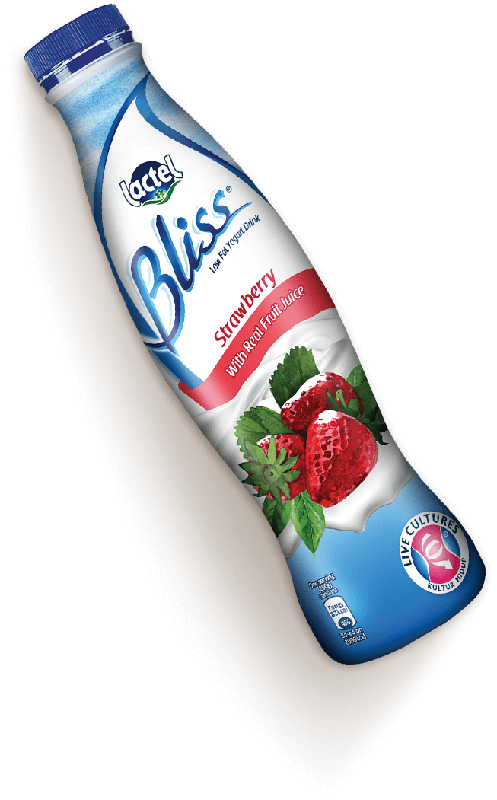 lactel
Bliss®
Low Fat Yogurt Drink
Strawberry
With Real Fruit Juice
LIVE CULTURES
KULTUR HIDUP